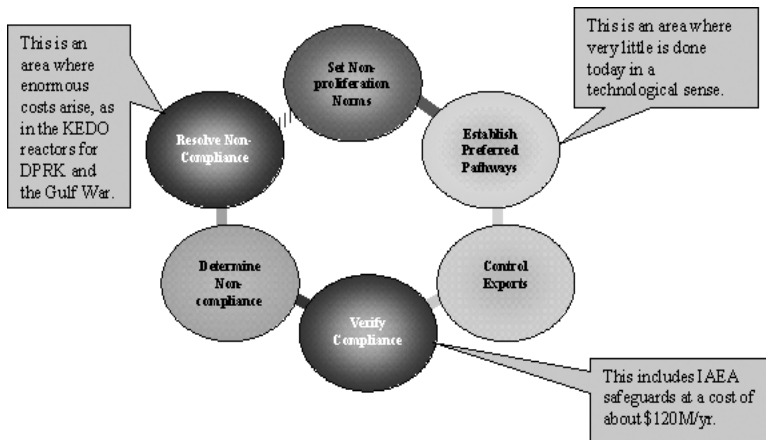 This is an
area where
enormous
costs arise, as
in the KEDO
reactors for
DPRK and
the Gulf War.
Set Non-
proliferation
Norms
This is an area where
very little is done
today in a
technological sense.
Resolve Non-
Compliance
Establish
Preferred
Pathways
Determine
Non-
compliance
Control
Exports
Verify
Compliance
This includes IAEA
safeguards at a cost of
about $120M/yr.